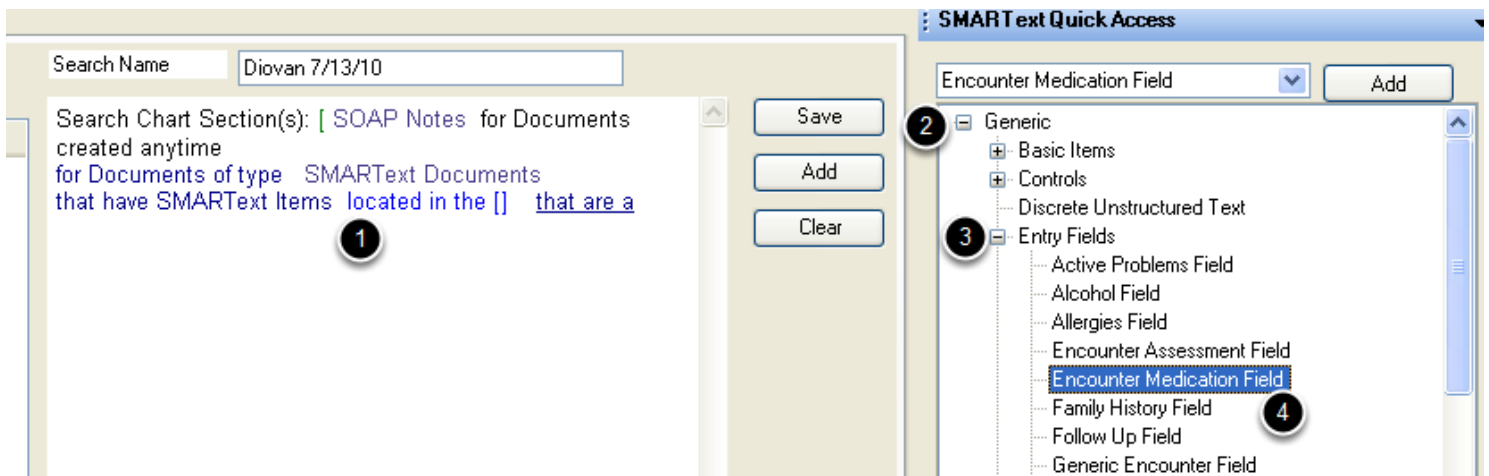 SMARText Quick Access
Search Name
Diovan 7/13/10
Search Chart Section(s): [ SOAP Notes for Documents
created anytime
for Documents of type SMARText Documents
that have SMARText Items located in the [] that are a
1
Save
Add
Clear
Encounter Medication Field
Add
2
Generic
Basic Items
Controls
Discrete Unstructured Text
3
Entry Fields
Active Problems Field
Alcohol Field
Allergies Field
Encounter Assessment Field
Encounter Medication Field
Family History Field
4
Follow Up Field
Generic Encounter Field